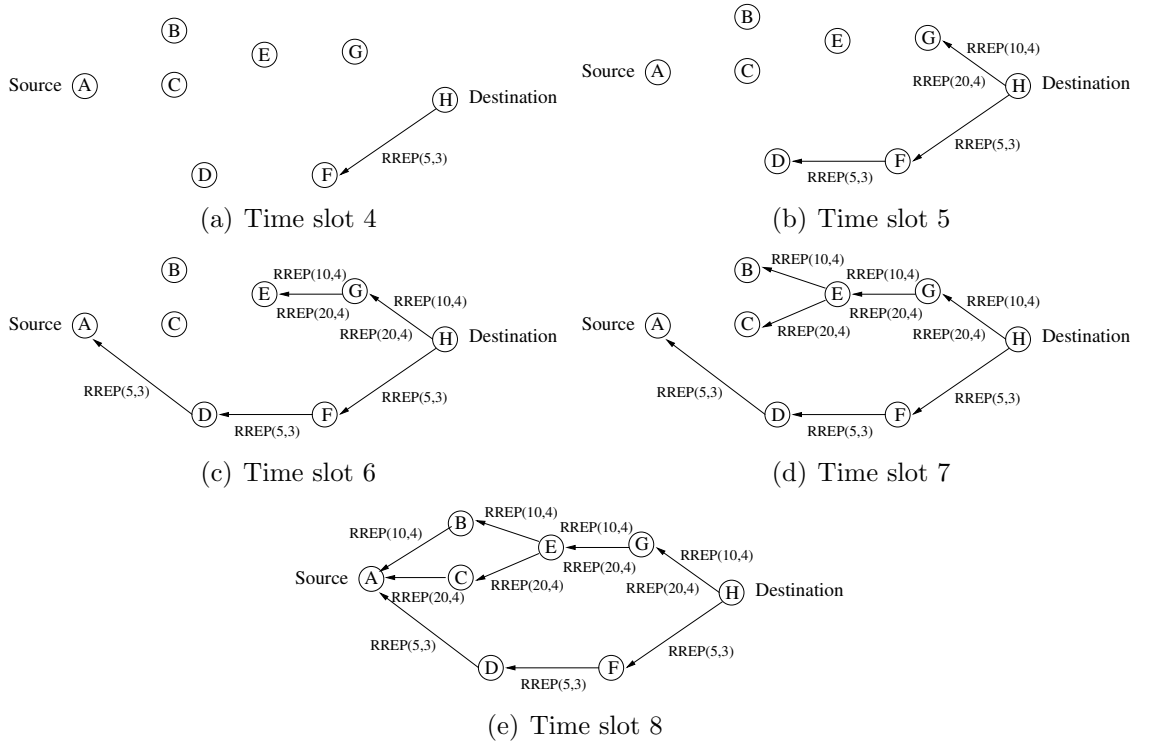 B
E
G
Source A
C
H Destination
RREP(5,3)
D
F
(a) Time slot 4
B
E
G
RREP(10,4)
Source A
C
RREP(20,4)
H Destination
RREP(5,3)
D
F
RREP(5,3)
(b) Time slot 5
B
RREP(10,4)
E
G
RREP(10,4)
RREP(20,4)
Source A
C
RREP(20,4)
H Destination
RREP(5,3)
RREP(5,3)
D
F
RREP(5,3)
(c) Time slot 6
B
RREP(10,4)
RREP(10,4)
E
G
RREP(10,4)
RREP(20,4)
Source A
C
RREP(20,4)
RREP(20,4)
H Destination
RREP(5,3)
RREP(5,3)
D
F
RREP(5,3)
(d) Time slot 7
RREP(10,4)
B
RREP(10,4)
RREP(10,4)
E
G
RREP(10,4)
RREP(20,4)
Source A
C
RREP(20,4)
RREP(20,4)
RREP(20,4)
H Destination
RREP(5,3)
RREP(5,3)
D
F
RREP(5,3)
(e) Time slot 8